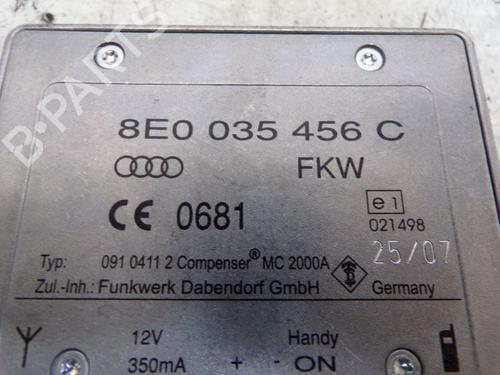 B-PARTS
8E0 035 456 C
FKW
CE 0681
e1
021498
25/07
Typ: 091 0411 2 Compenser® MC 2000A
Zul.-Inh.: Funkwerk Dabendorf GmbH Germany
12V Handy
350mA + - ON